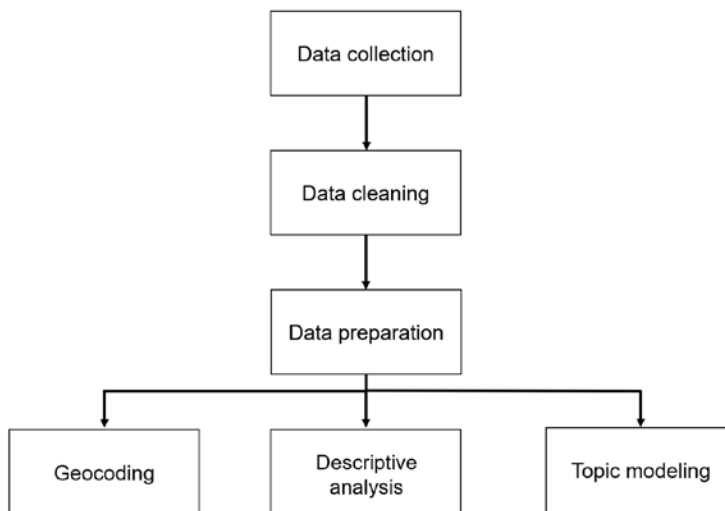 Data collection
Data cleaning
Data preparation
Geocoding
Descriptive
analysis
Topic modeling